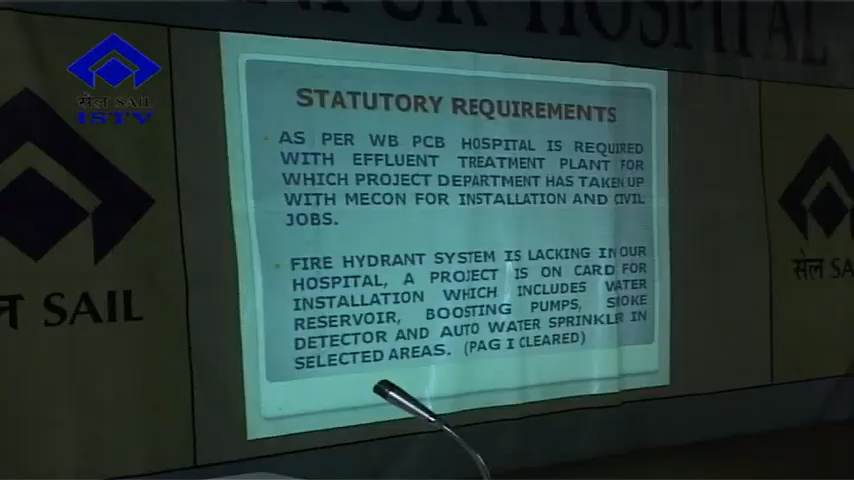 HOSPITAL
सेल SAIL
ISTV
STATUTORY REQUIREMENTS
AS PER WB PCB HOSPITAL IS REQUIRED
WITH EFFLUENT TREATMENT PLANT FOR
WHICH PROJECT DEPARTMENT HAS TAKEN UP
WITH MECON FOR INSTALLATION AND CIVIL
JOBS.
FIRE HYDRANT SYSTEM IS LACKING IN OUR
HOSPITAL, A PROJECT IS ON CARD FOR
INSTALLATION WHICH INCLUDES WATER
RESERVOIR, BOOSTING PUMPS, SMOKE
DETECTOR AND AUTO WATER SPRINKLR IN
SELECTED AREAS. (PAG I CLEARED)
SAIL
सेल